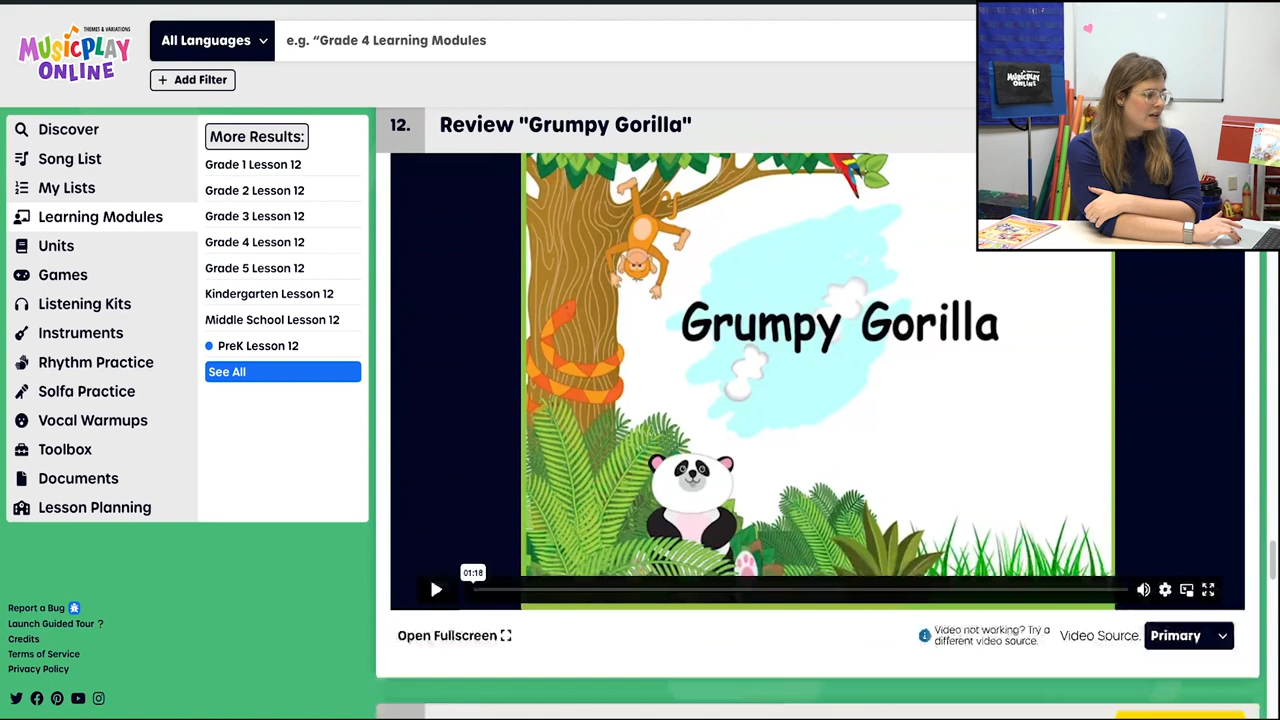 THEMES & VARIATIONS
MUSICPLAY
ONLINE
All Languages
e.g. “Grade 4 Learning Modules
+ Add Filter
MUSICPLAY
ONLINE
Discover
Song List
My Lists
Learning Modules
Units
Games
Listening Kits
Instruments
Rhythm Practice
Solfa Practice
Vocal Warmups
Toolbox
Documents
Lesson Planning
More Results:
Grade 1 Lesson 12
Grade 2 Lesson 12
Grade 3 Lesson 12
Grade 4 Lesson 12
Grade 5 Lesson 12
Kindergarten Lesson 12
Middle School Lesson 12
PreK Lesson 12
See All
12. Review "Grumpy Gorilla"
Grumpy Gorilla
01:16
Open Fullscreen
Video not working? Try a
different video source.
Video Source.
Primary
Report a Bug
Launch Guided Tour ?
Credits
Terms of Service
Privacy Policy